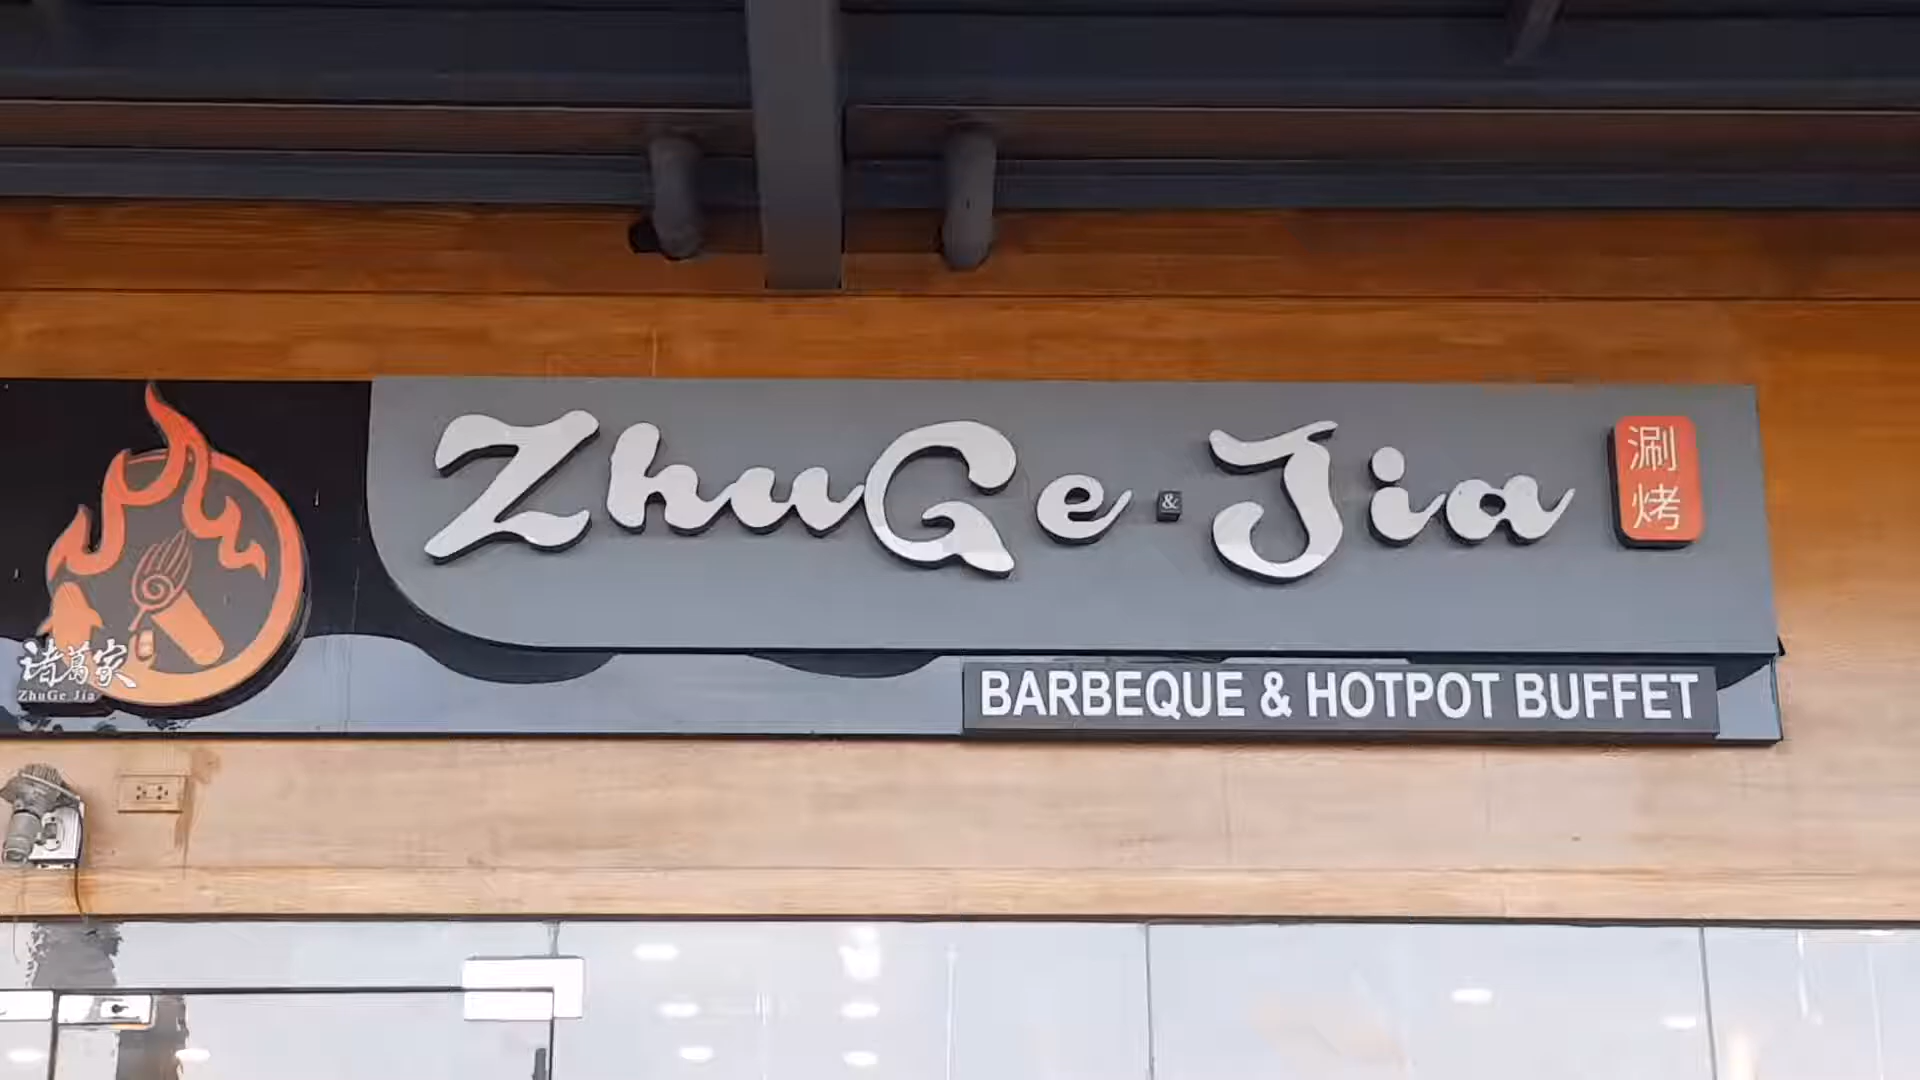 ZhuGe & Jia
涮
烤
诸葛家
ZhuGe Jia
BARBEQUE & HOTPOT BUFFET